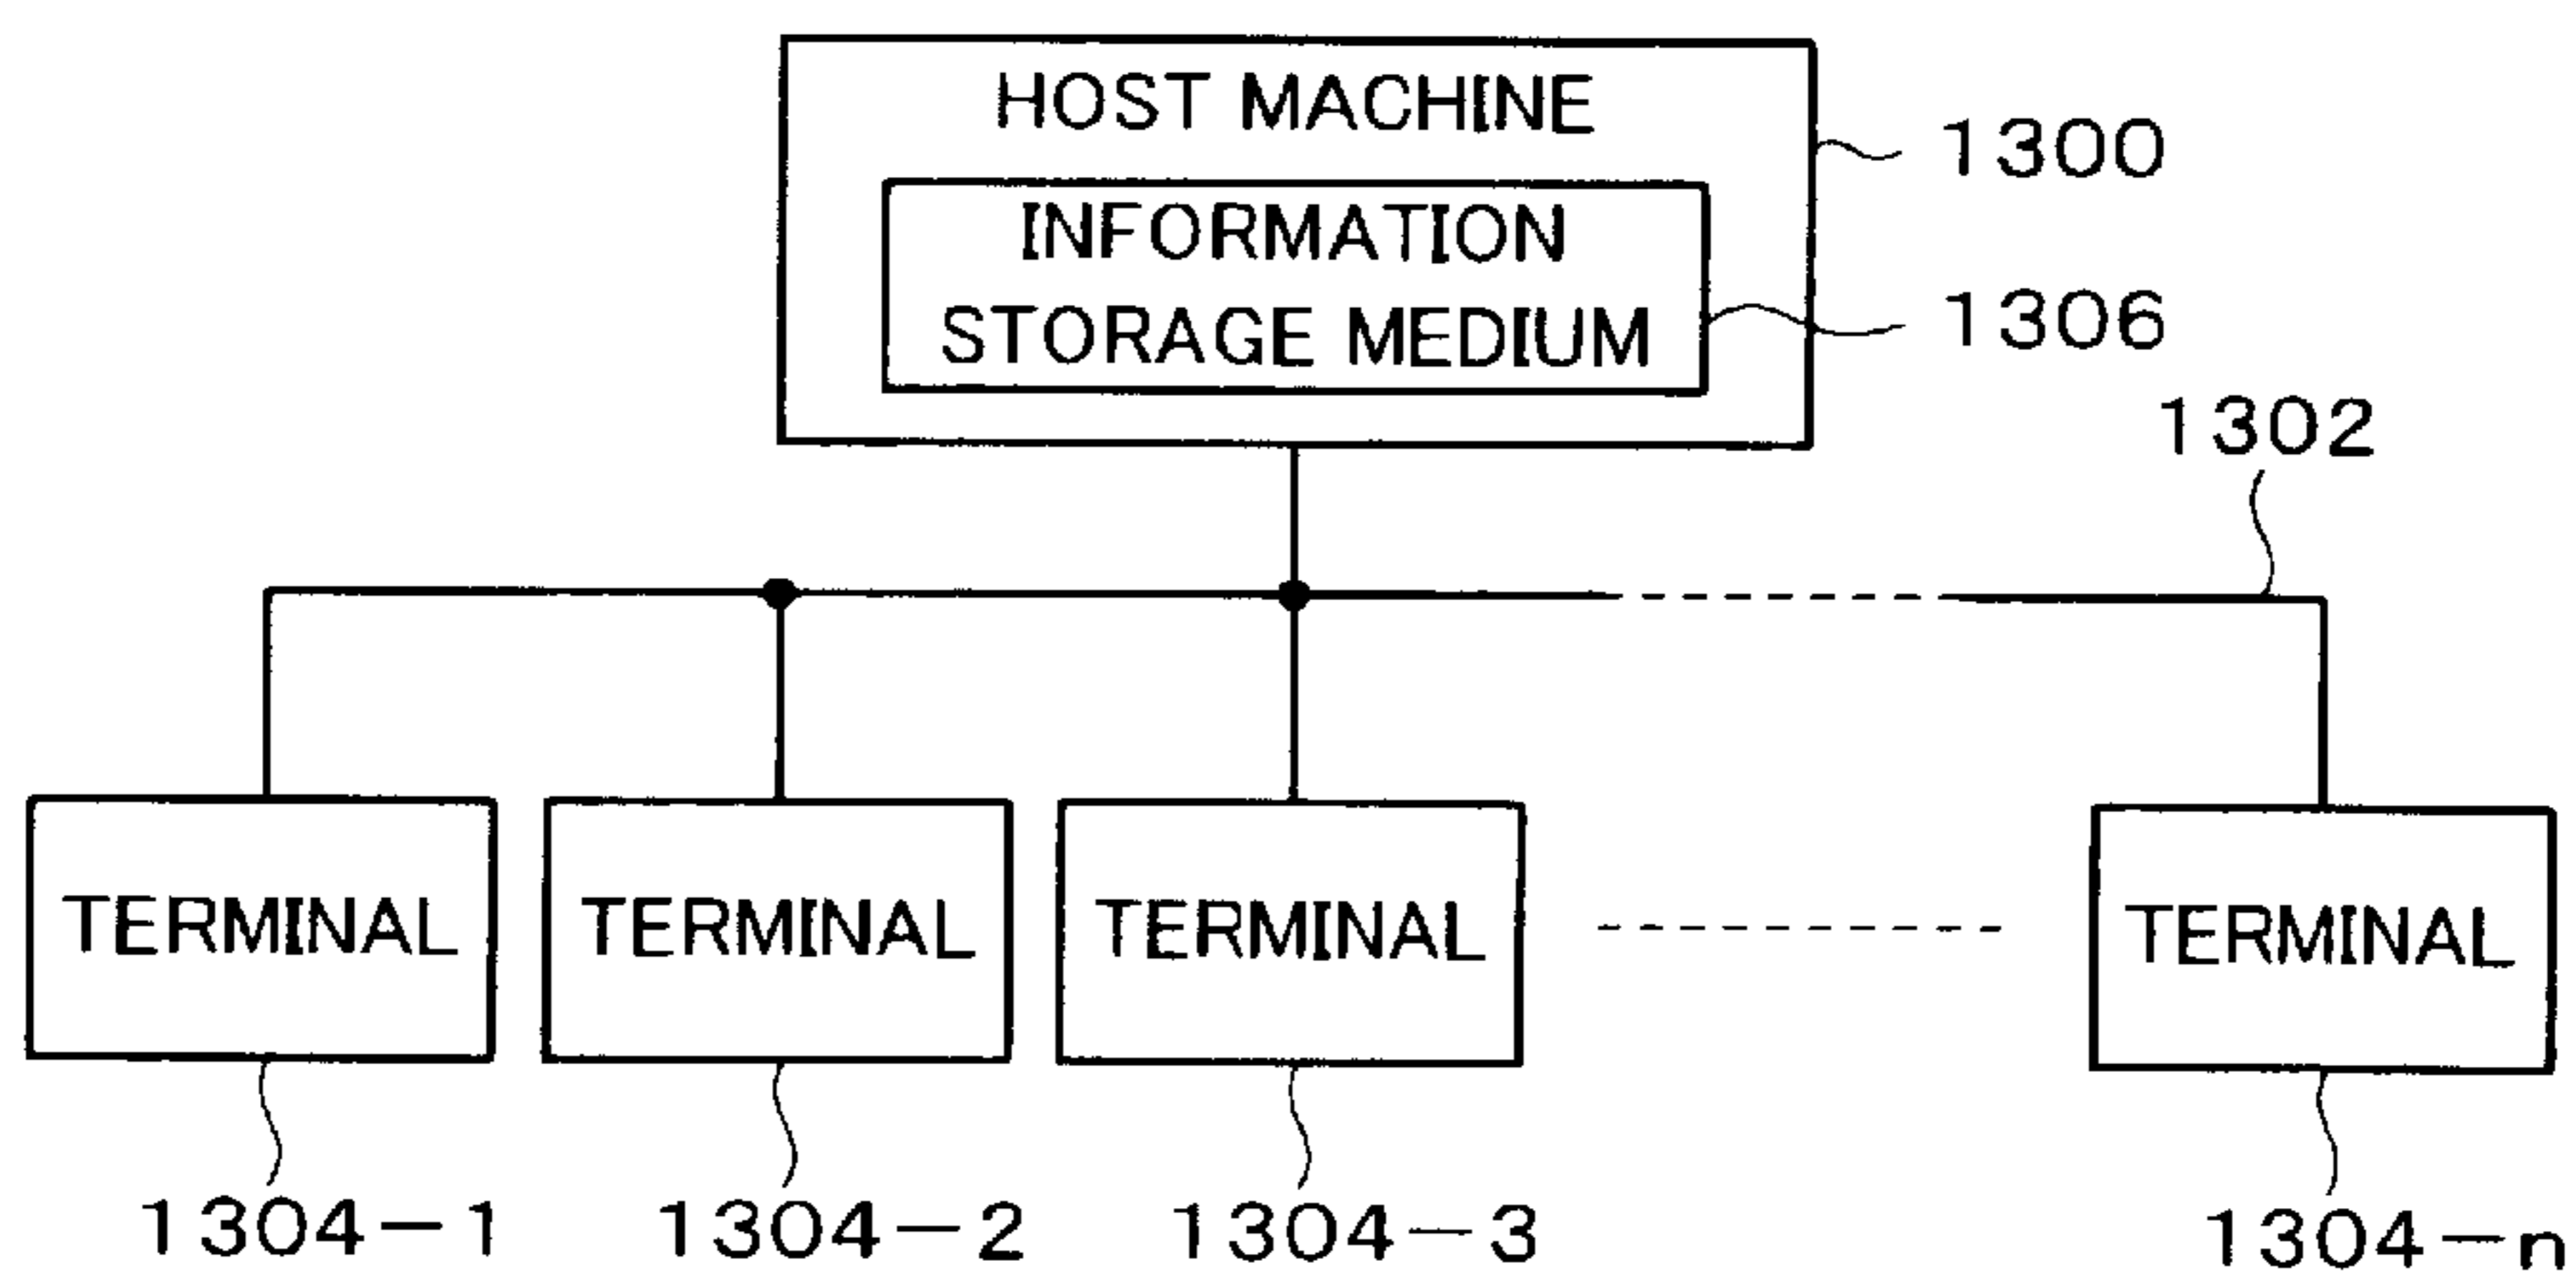 HOST MACHINE
1300
INFORMATION
STORAGE MEDIUM
1306
1302
TERMINAL
TERMINAL
TERMINAL
TERMINAL
1304-1
1304-2
1304-3
1304-n